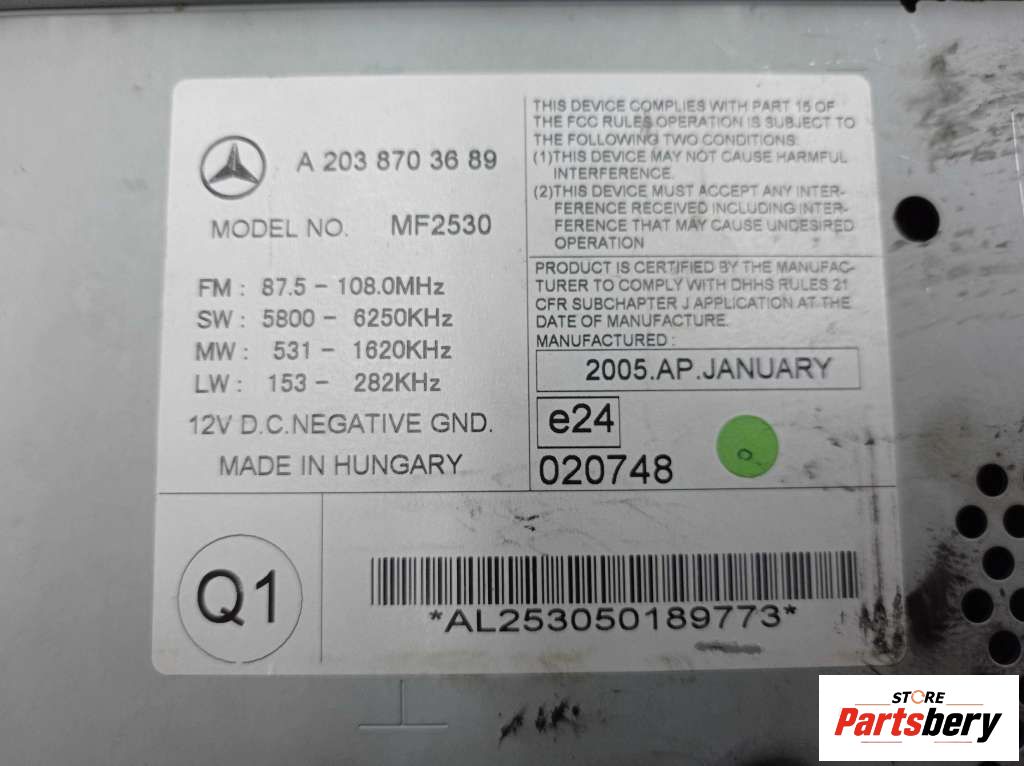 A 203 870 36 89
MODEL NO. MF2530
FM : 87.5 - 108.0MHz
SW : 5800 - 6250KHz
MW : 531 - 1620KHz
LW : 153 - 282KHz
12V D.C.NEGATIVE GND.
MADE IN HUNGARY
THIS DEVICE COMPLIES WITH PART 15 OF
THE FCC RULES OPERATION IS SUBJECT TO
THE FOLLOWING TWO CONDITIONS:
(1)THIS DEVICE MAY NOT CAUSE HARMFUL
INTERFERENCE.
(2)THIS DEVICE MUST ACCEPT ANY INTER-
FERENCE RECEIVED INCLUDING INTER-
FERENCE THAT MAY CAUSE UNDESIRED
OPERATION
PRODUCT IS CERTIFIED BY THE MANUFAC-
TURER TO COMPLY WITH DHHS RULES 21
CFR SUBCHAPTER J APPLICATION AT THE
DATE OF MANUFACTURE.
MANUFACTURED :
2005.AP.JANUARY
e24
020748
Q1
*AL253050189773*
STORE
Partsbery